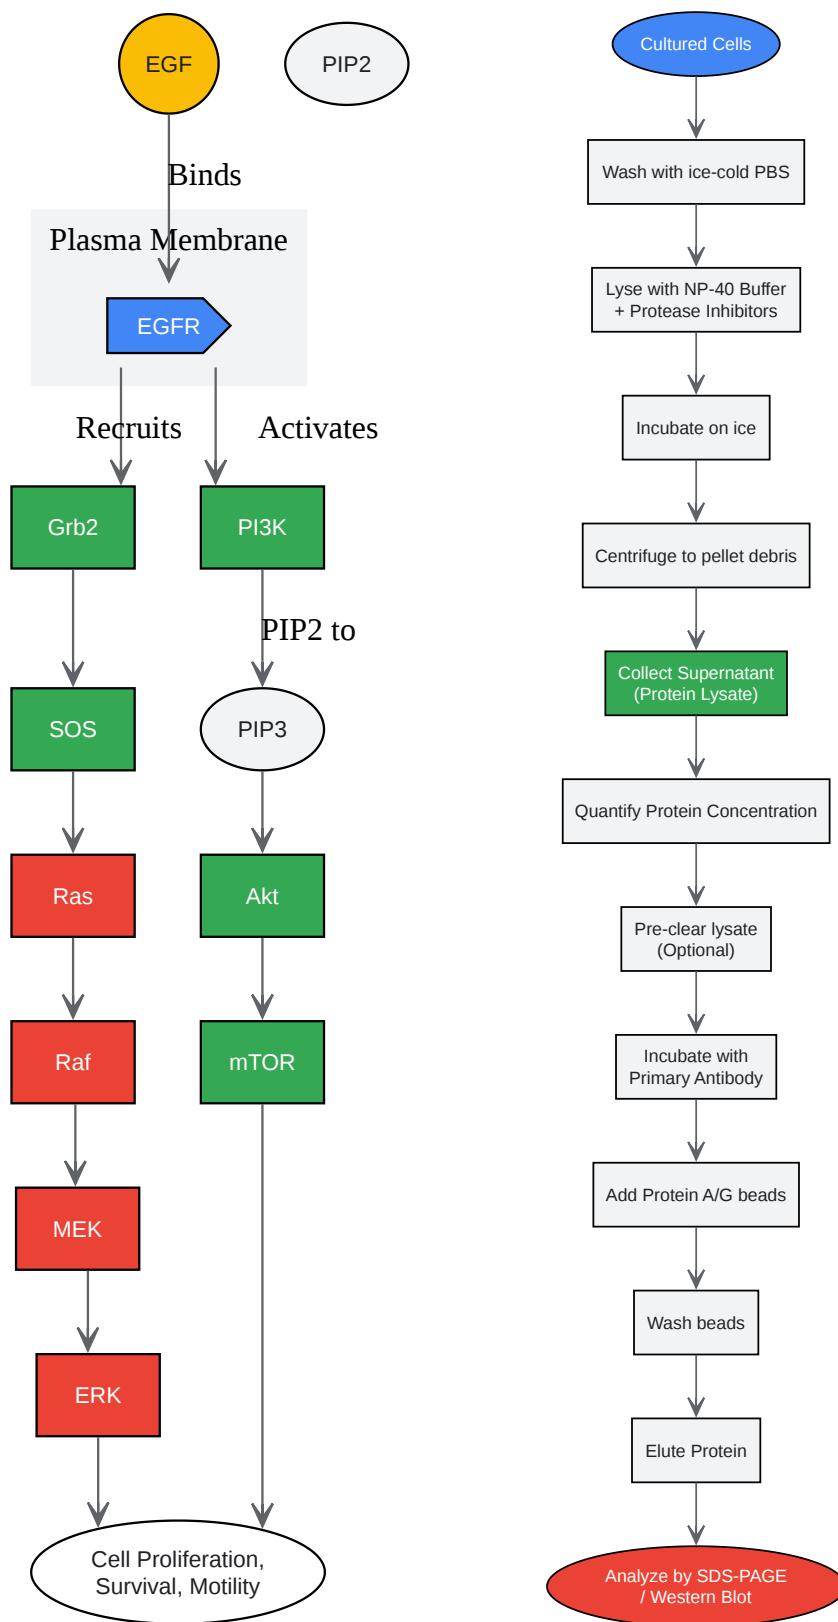 EGF
PIP2
Binds
Plasma Membrane
EGFR
Recruits
Activates
Grb2
PI3K
PIP2 to
SOS
PIP3
Ras
Akt
Raf
mTOR
MEK
ERK
Cell Proliferation,
Survival, Motility
Cultured Cells
Wash with ice-cold PBS
Lyse with NP-40 Buffer
+ Protease Inhibitors
Incubate on ice
Centrifuge to pellet debris
Collect Supernatant
(Protein Lysate)
Quantify Protein Concentration
Pre-clear lysate
(Optional)
Incubate with
Primary Antibody
Add Protein A/G beads
Wash beads
Elute Protein
Analyze by SDS-PAGE
/ Western Blot